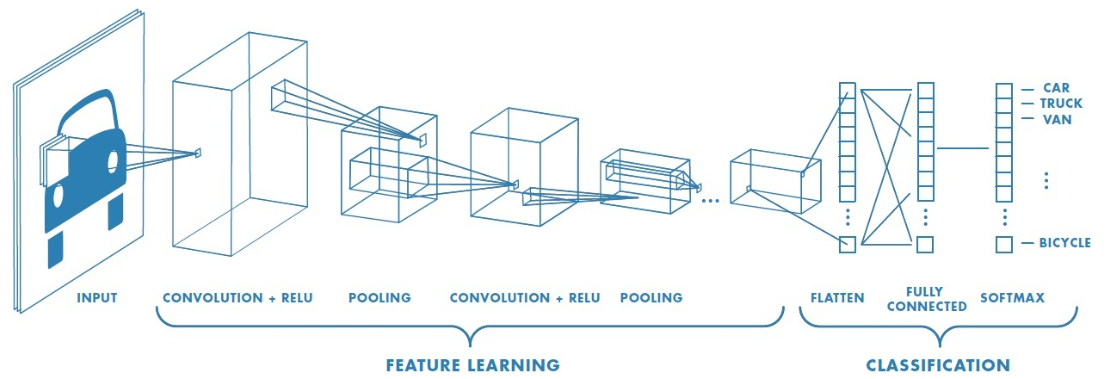 CAR
TRUCK
VAN
BICYCLE
INPUT
CONVOLUTION + RELU
POOLING
CONVOLUTION + RELU
POOLING
FLATTEN
FULLY
CONNECTED
SOFTMAX
FEATURE LEARNING
CLASSIFICATION